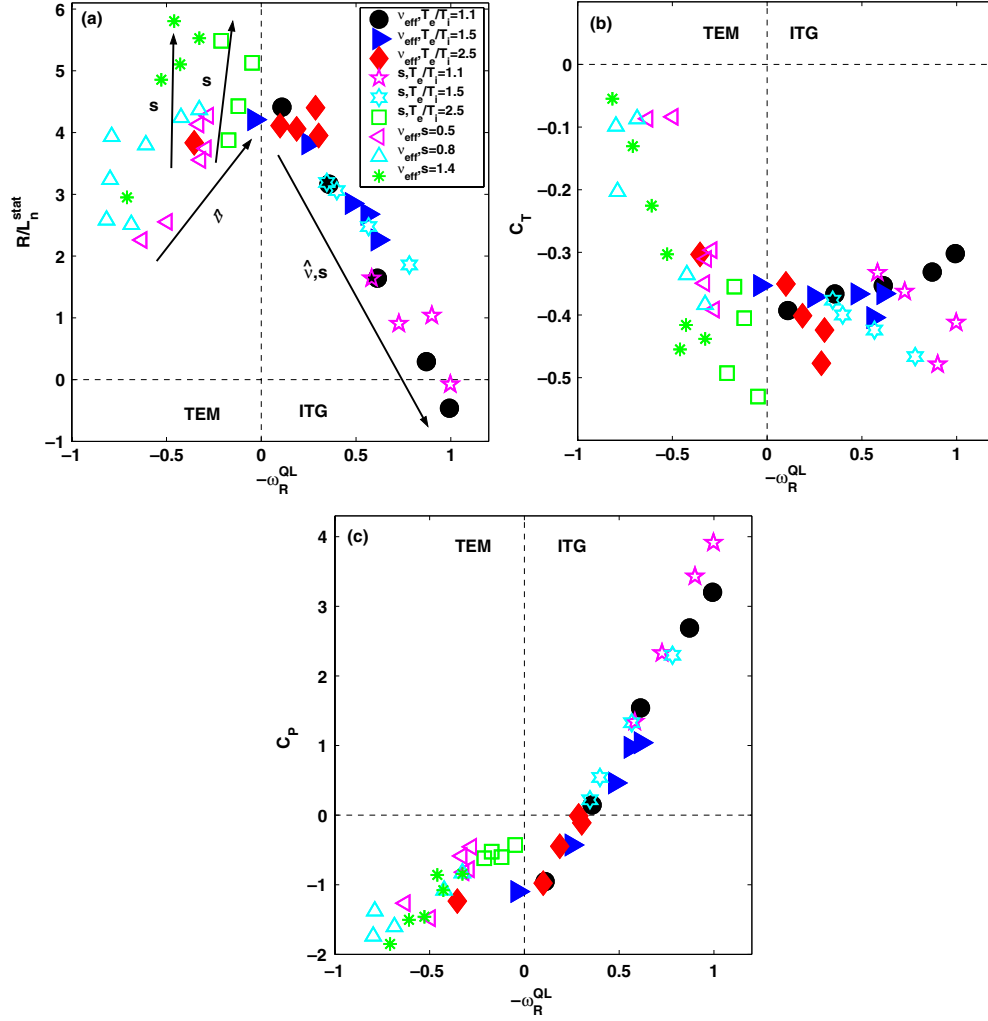 (a)
6
5
4
3
2
1
0
−1
R/L_n^stat
s
s
ν̂
ν̂,s
TEM
ITG
−1
−0.5
0
0.5
1
−ω_R^QL
ν_eff,T_e/T_i=1.1
ν_eff,T_e/T_i=1.5
ν_eff,T_e/T_i=2.5
s,T_e/T_i=1.1
s,T_e/T_i=1.5
s,T_e/T_i=2.5
ν_eff,s=0.5
ν_eff,s=0.8
ν_eff,s=1.4
(b)
TEM
ITG
0
−0.1
−0.2
−0.3
−0.4
−0.5
C_T
−1
−0.5
0
0.5
1
−ω_R^QL
(c)
TEM
ITG
4
3
2
1
0
−1
−2
C_P
−1
−0.5
0
0.5
1
−ω_R^QL